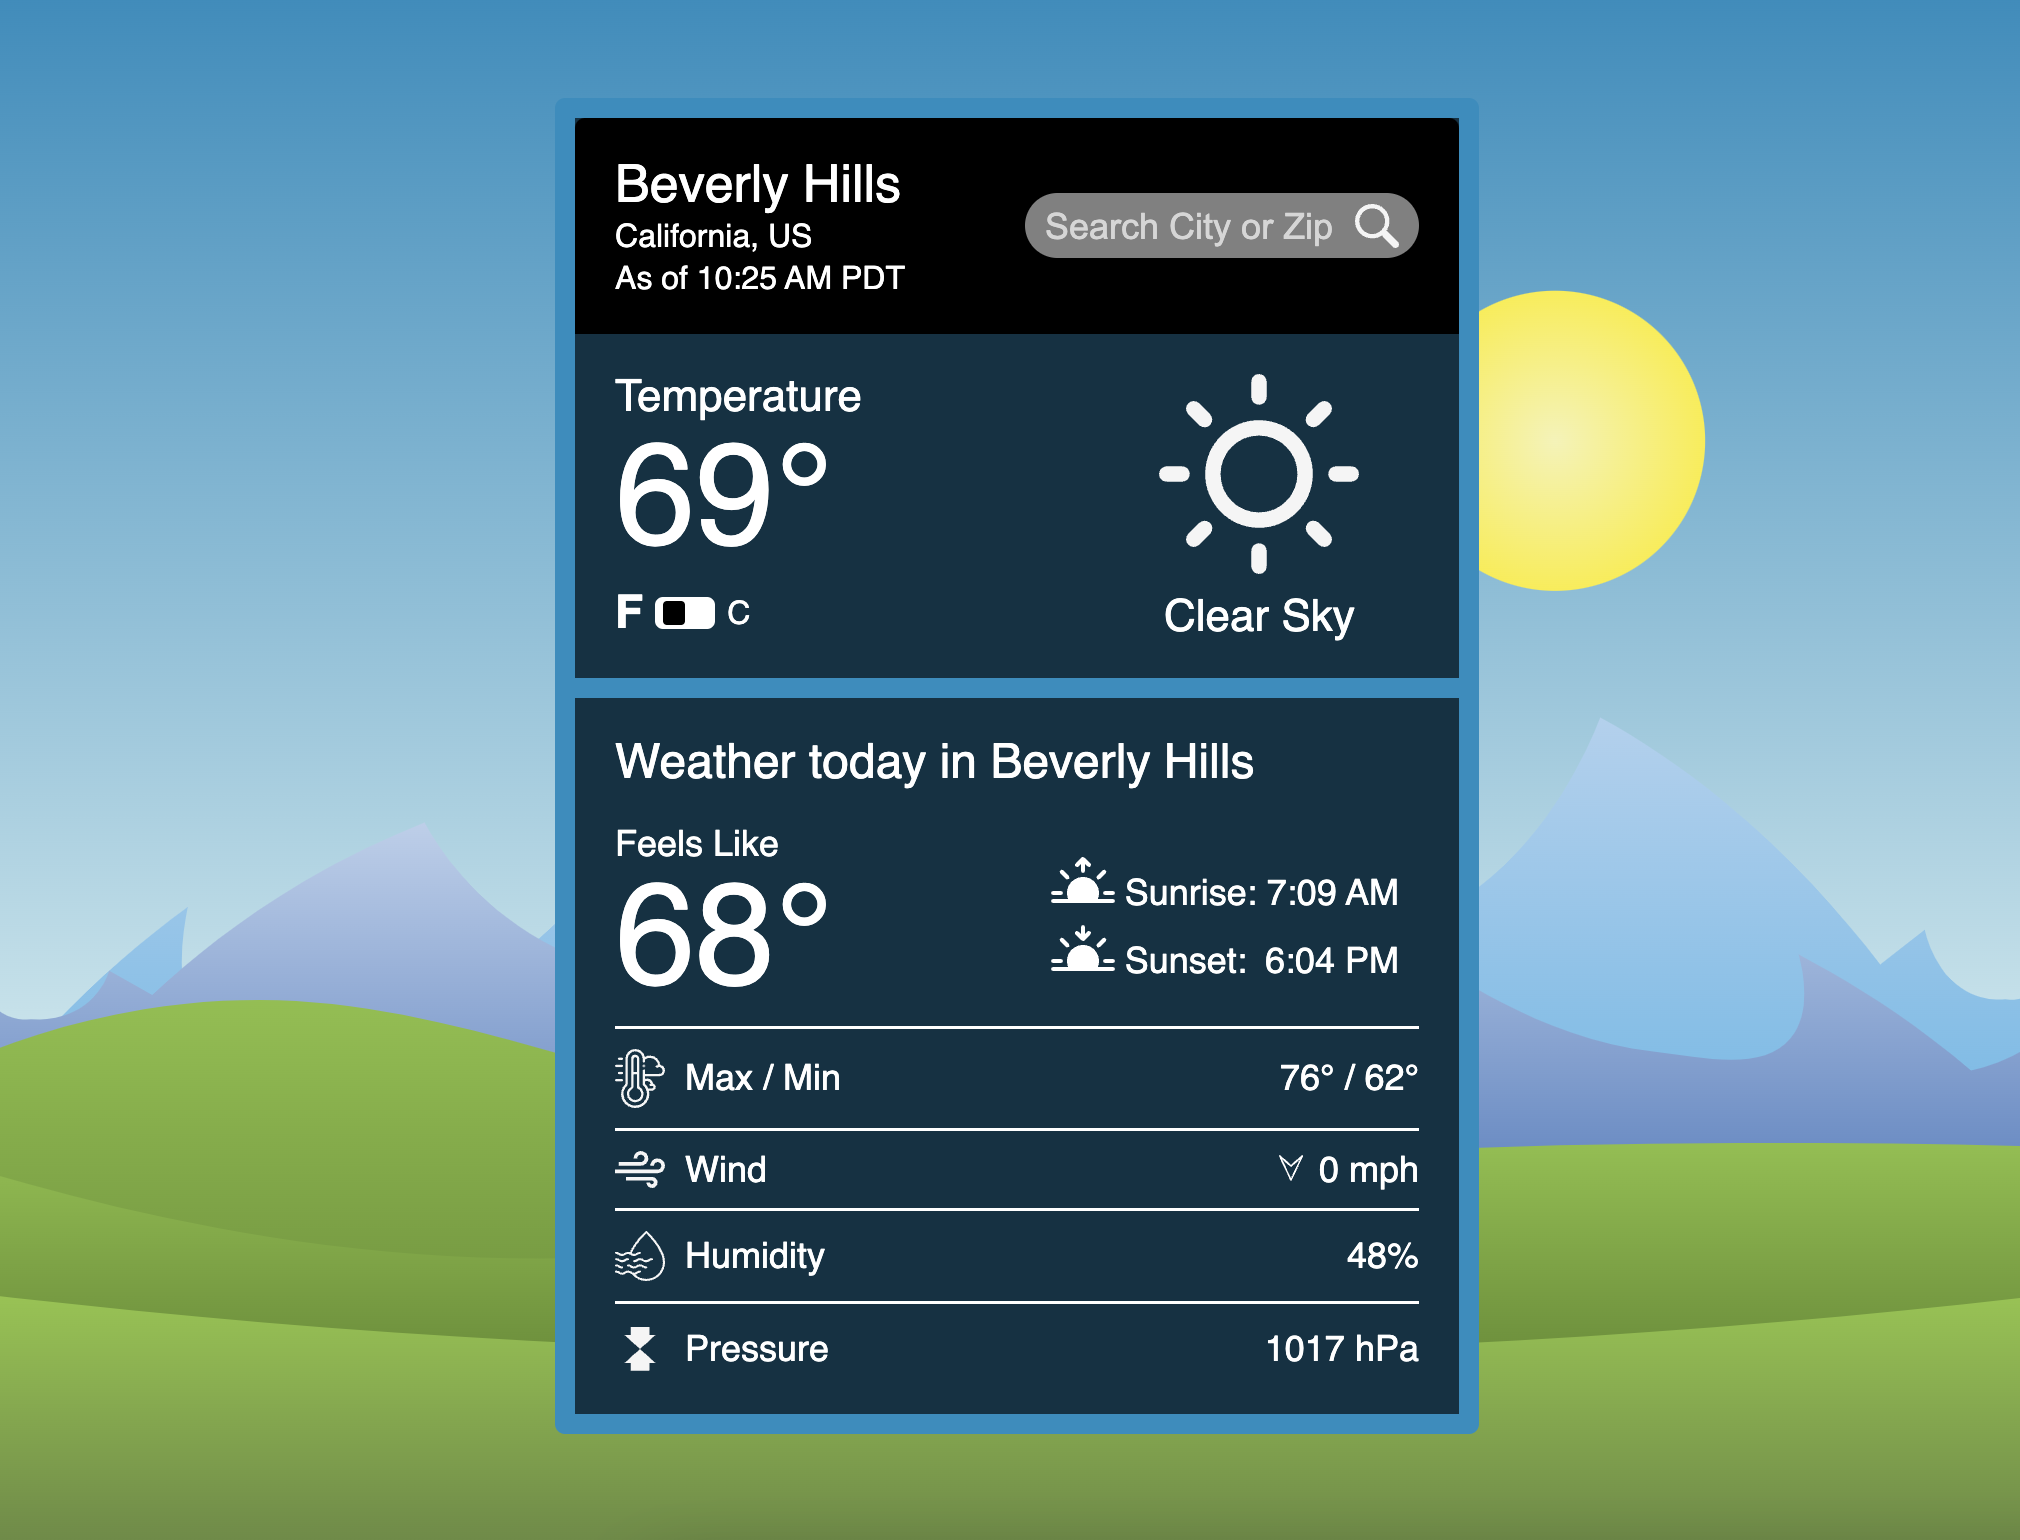 Beverly Hills
California, US
As of 10:25 AM PDT
Search City or Zip
Temperature
69°
F C
Clear Sky
Weather today in Beverly Hills
Feels Like
68°
Sunrise: 7:09 AM
Sunset: 6:04 PM
Max / Min 76° / 62°
Wind 0 mph
Humidity 48%
Pressure 1017 hPa